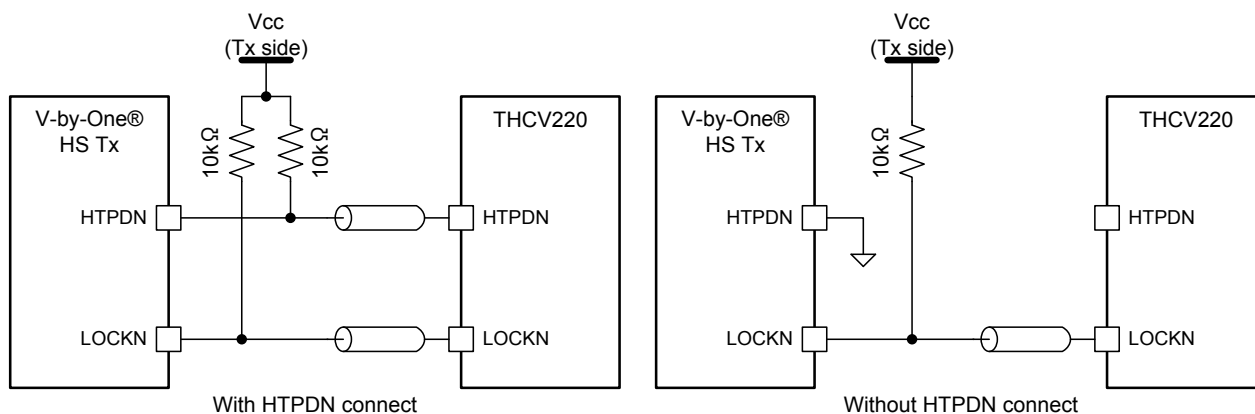 Vcc
(Tx side)
V-by-One®
HS Tx
10kΩ
10kΩ
THCV220
HTPDN
HTPDN
LOCKN
LOCKN
With HTPDN connect
Vcc
(Tx side)
V-by-One®
HS Tx
10kΩ
THCV220
HTPDN
HTPDN
LOCKN
LOCKN
Without HTPDN connect